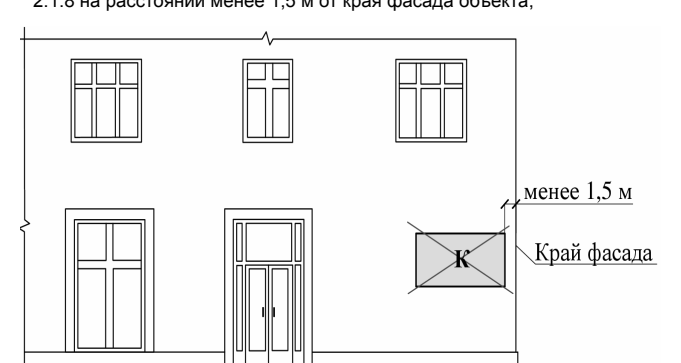 2.1.8 на расстоянии менее 1,5 м от края фасада объекта;
менее 1,5 м
Край фасада
К